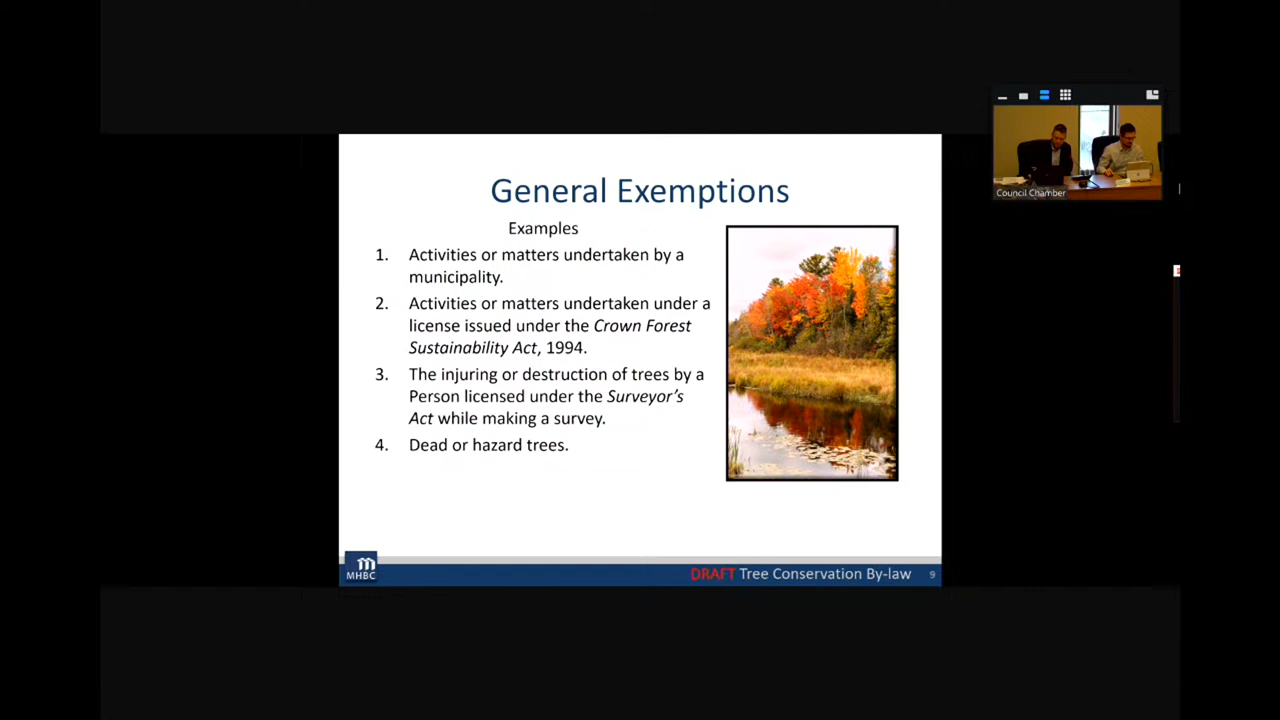 General Exemptions
Examples
1. Activities or matters undertaken by a
municipality.
2. Activities or matters undertaken under a
license issued under the Crown Forest
Sustainability Act, 1994.
3. The injuring or destruction of trees by a
Person licensed under the Surveyor's
Act while making a survey.
4. Dead or hazard trees.
MHBC
DRAFT Tree Conservation By-law 9
Council Chamber